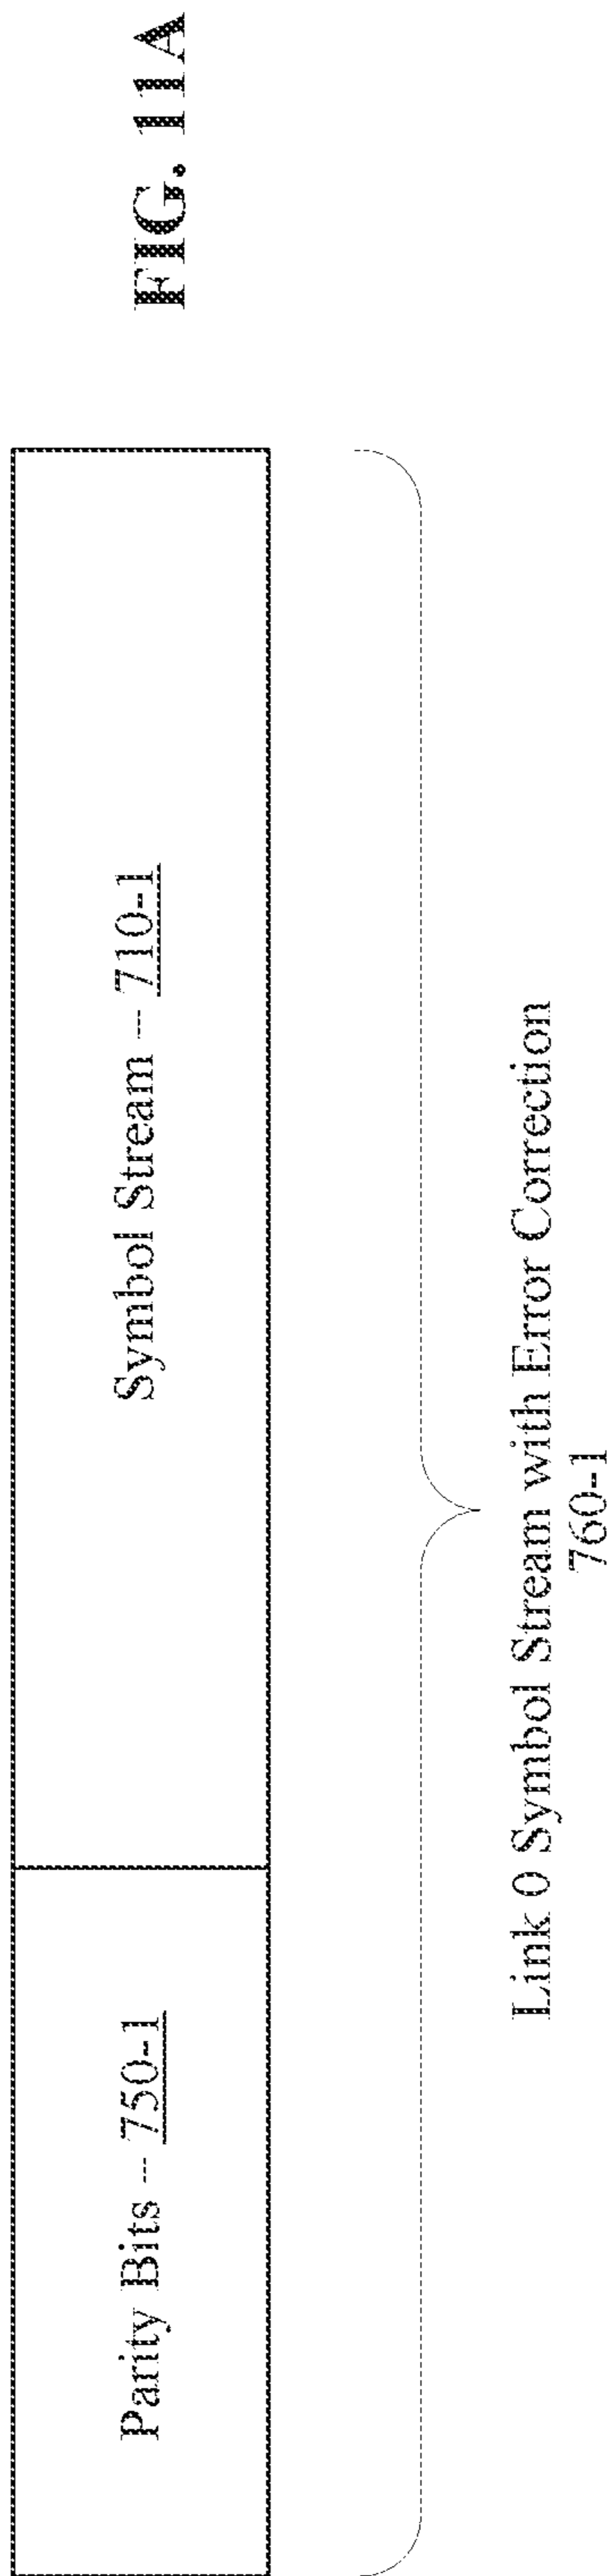 Parity Bits – 750-1
Symbol Stream – 710-1
Link 0 Symbol Stream with Error Correction
760-1
FIG. 11A